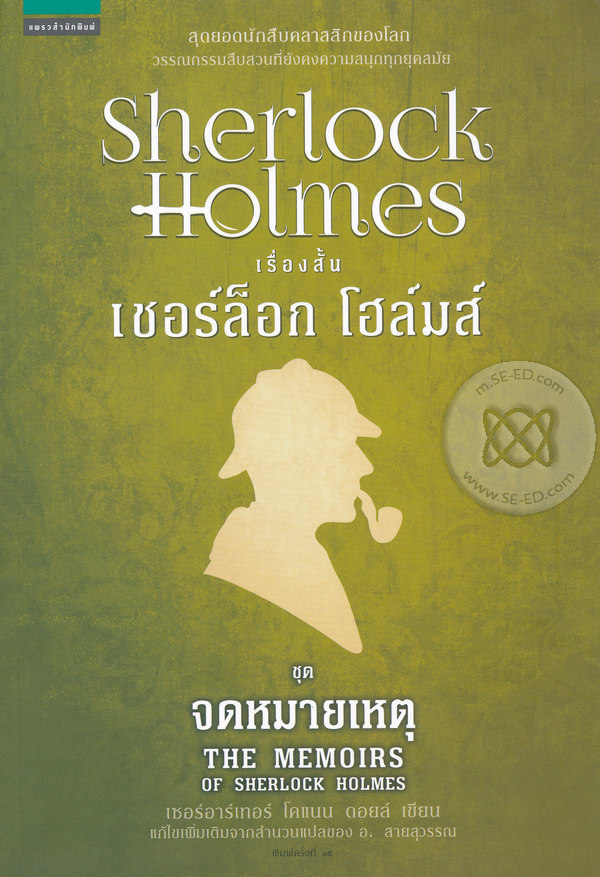 แพรวสำนักพิมพ์
สุดยอดนักสืบคลาสสิกของโลก
วรรณกรรมสืบสวนที่ยังคงความสนุกทุกยุคสมัย
Sherlock
Holmes
เรื่องสั้น
เชอร์ล็อก โฮล์มส์
m.SE-ED.com
www.SE-ED.com
ชุด
จดหมายเหตุ
THE MEMOIRS
OF SHERLOCK HOLMES
เซอร์อาร์เทอร์ โคแนน ดอยล์ เขียน
แก้ไขเพิ่มเติมจากสำนวนแปลของ อ. สายสุวรรณ
พิมพ์ครั้งที่ ๑๕